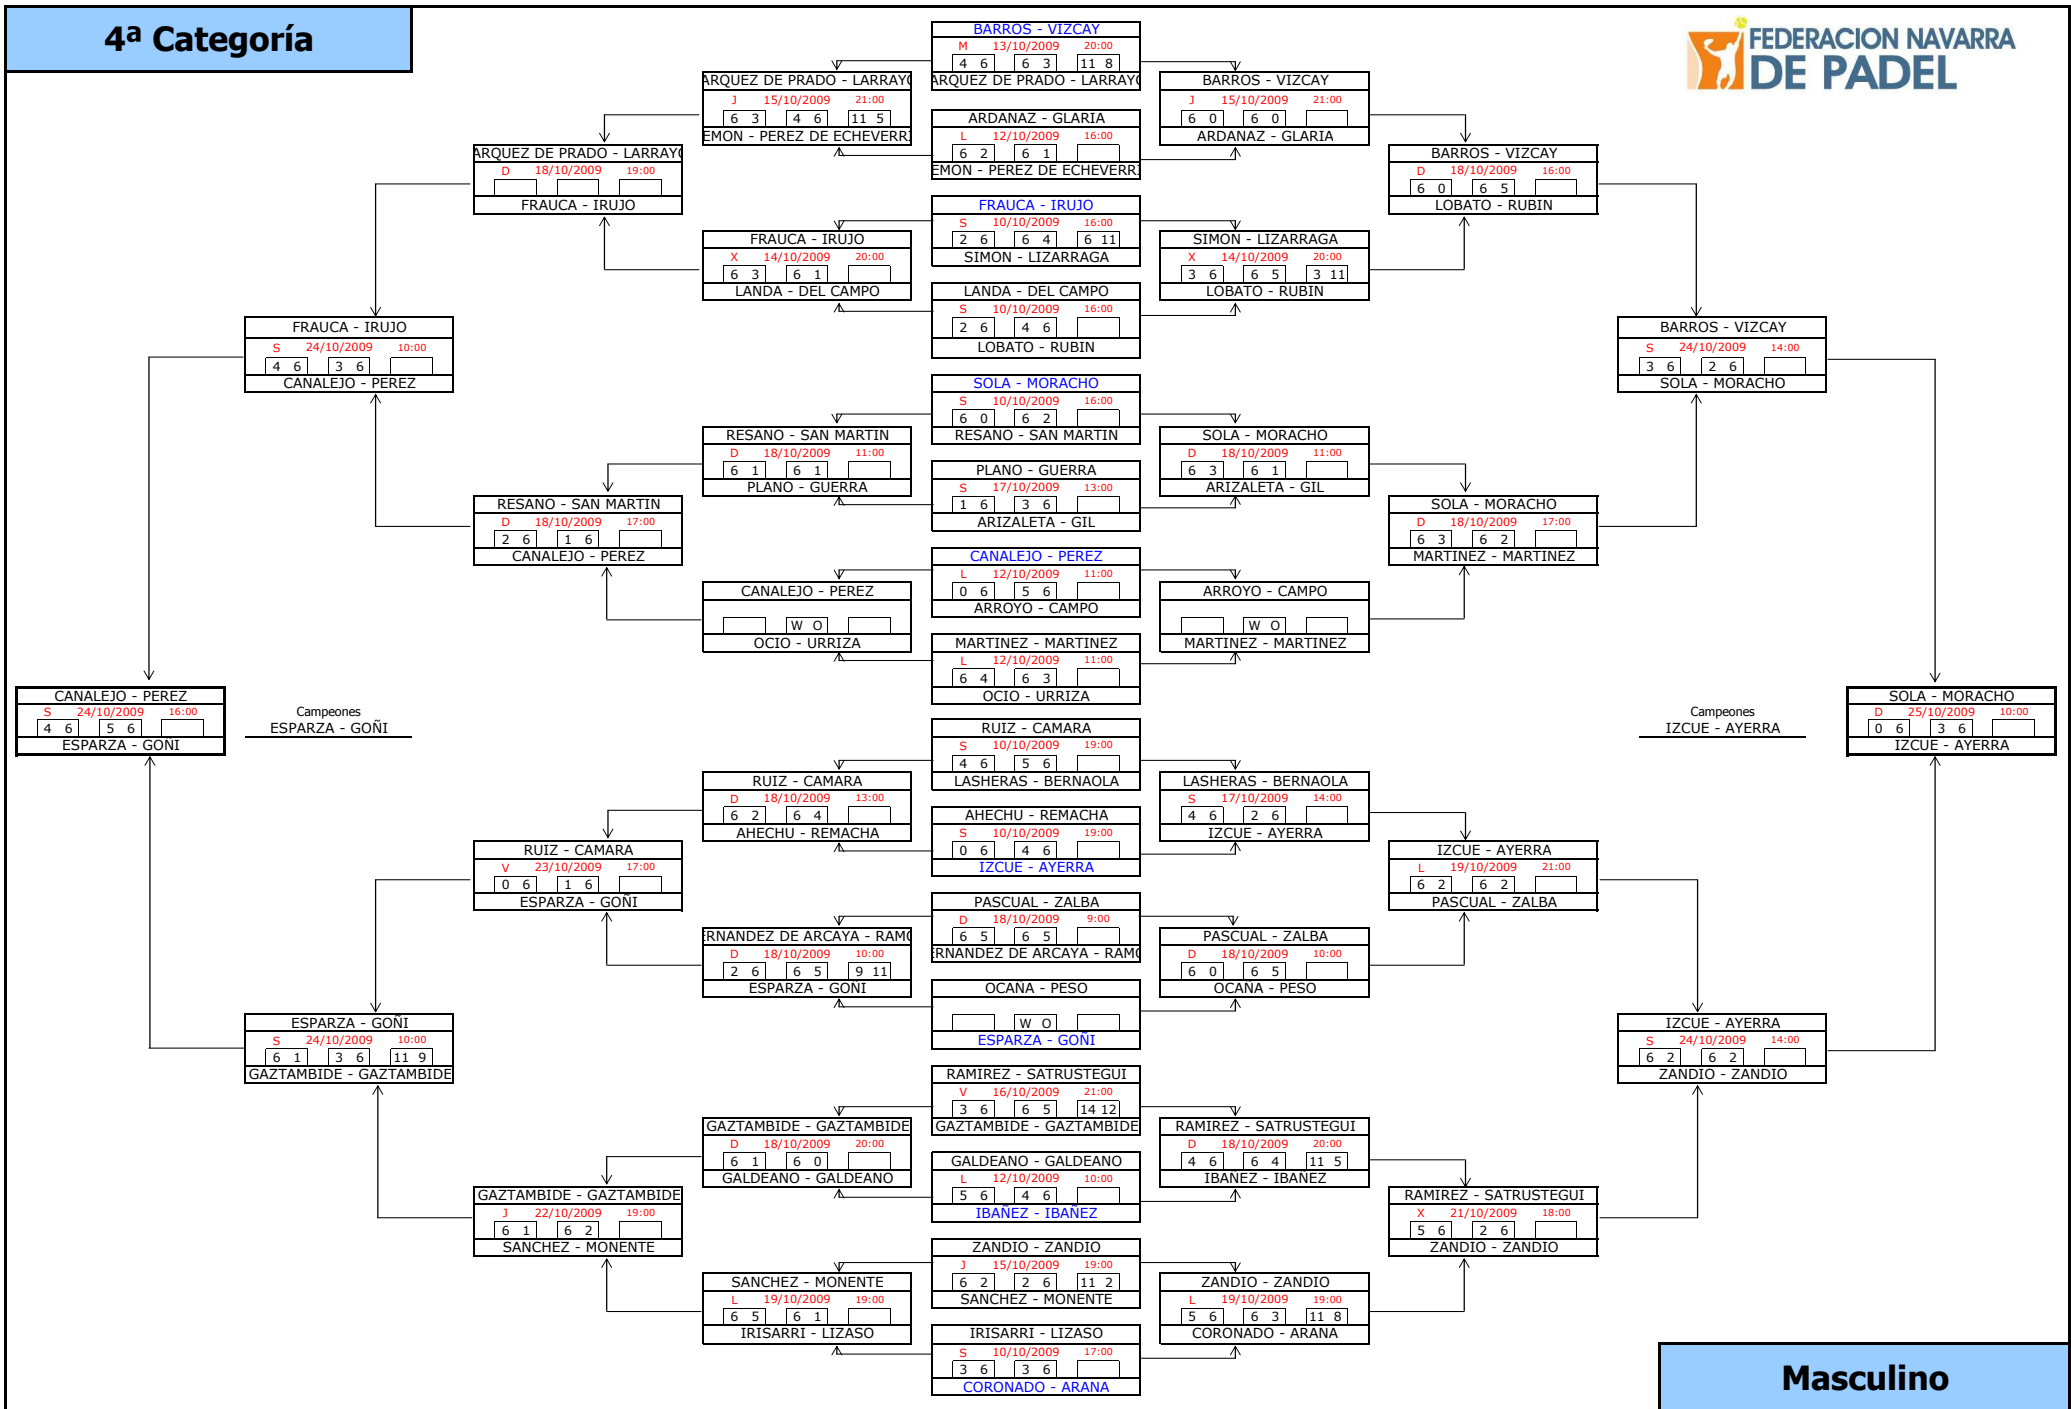 4ª Categoría
FEDERACION NAVARRA
DE PADEL
BARROS - VIZCAY
M 13/10/2009 20:00
4 6 6 3 11 8
ARQUEZ DE PRADO - LARRAY
ARDANAZ - GLARIA
L 12/10/2009 16:00
6 2 6 1
EMON - PEREZ DE ECHEVERR
FRAUCA - IRUJO
S 10/10/2009 16:00
2 6 6 4 6 11
SIMON - LIZARRAGA
LANDA - DEL CAMPO
S 10/10/2009 16:00
2 6 4 6
LOBATO - RUBIN
SOLA - MORACHO
S 10/10/2009 16:00
6 0 6 2
RESANO - SAN MARTIN
PLANO - GUERRA
S 17/10/2009 13:00
1 6 3 6
ARIZALETA - GIL
CANALEJO - PEREZ
L 12/10/2009 11:00
0 6 5 6
ARROYO - CAMPO
MARTINEZ - MARTINEZ
L 12/10/2009 11:00
6 4 6 3
OCIO - URRIZA
RUIZ - CAMARA
S 10/10/2009 19:00
4 6 5 6
LASHERAS - BERNAOLA
AHECHU - REMACHA
S 10/10/2009 19:00
0 6 4 6
IZCUE - AYERRA
PASCUAL - ZALBA
D 18/10/2009 9:00
6 5 6 5
ERNANDEZ DE ARCAYA - RAMO
OCAÑA - PESO
W O
ESPARZA - GOÑI
RAMIREZ - SATRUSTEGUI
V 16/10/2009 21:00
3 6 6 5 14 12
GAZTAMBIDE - GAZTAMBIDE
GALDEANO - GALDEANO
L 12/10/2009 10:00
5 6 4 6
IBAÑEZ - IBAÑEZ
ZANDIO - ZANDIO
J 15/10/2009 19:00
6 2 2 6 11 2
SANCHEZ - MONENTE
IRISARRI - LIZASO
S 10/10/2009 17:00
3 6 3 6
CORONADO - ARANA
ARQUEZ DE PRADO - LARRAY
J 15/10/2009 21:00
6 3 4 6 11 5
EMON - PEREZ DE ECHEVERR
FRAUCA - IRUJO
X 14/10/2009 20:00
6 3 6 1
LANDA - DEL CAMPO
RESANO - SAN MARTIN
D 18/10/2009 11:00
6 1 6 1
PLANO - GUERRA
CANALEJO - PEREZ
W O
OCIO - URRIZA
RUIZ - CAMARA
D 18/10/2009 13:00
6 2 6 4
AHECHU - REMACHA
ERNANDEZ DE ARCAYA - RAMO
D 18/10/2009 10:00
2 6 6 5 9 11
ESPARZA - GOÑI
GAZTAMBIDE - GAZTAMBIDE
D 18/10/2009 20:00
6 1 6 0
GALDEANO - GALDEANO
SANCHEZ - MONENTE
L 19/10/2009 19:00
6 5 6 1
IRISARRI - LIZASO
ARQUEZ DE PRADO - LARRAY
D 18/10/2009 19:00
FRAUCA - IRUJO
RESANO - SAN MARTIN
D 18/10/2009 17:00
2 6 1 6
CANALEJO - PEREZ
RUIZ - CAMARA
V 23/10/2009 17:00
0 6 1 6
ESPARZA - GOÑI
GAZTAMBIDE - GAZTAMBIDE
J 22/10/2009 19:00
6 1 6 2
SANCHEZ - MONENTE
FRAUCA - IRUJO
S 24/10/2009 10:00
4 6 3 6
CANALEJO - PEREZ
ESPARZA - GOÑI
S 24/10/2009 10:00
6 1 3 6 11 9
GAZTAMBIDE - GAZTAMBIDE
CANALEJO - PEREZ
S 24/10/2009 16:00
4 6 5 6
ESPARZA - GOÑI
Campeones
ESPARZA - GOÑI
BARROS - VIZCAY
J 15/10/2009 21:00
6 0 6 0
ARDANAZ - GLARIA
SIMON - LIZARRAGA
X 14/10/2009 20:00
3 6 6 5 3 11
LOBATO - RUBIN
SOLA - MORACHO
D 18/10/2009 11:00
6 3 6 1
ARIZALETA - GIL
ARROYO - CAMPO
W O
MARTINEZ - MARTINEZ
LASHERAS - BERNAOLA
S 17/10/2009 14:00
4 6 2 6
IZCUE - AYERRA
PASCUAL - ZALBA
D 18/10/2009 10:00
6 0 6 5
OCAÑA - PESO
RAMIREZ - SATRUSTEGUI
D 18/10/2009 20:00
4 6 6 4 11 5
IBAÑEZ - IBAÑEZ
ZANDIO - ZANDIO
L 19/10/2009 19:00
5 6 6 3 11 8
CORONADO - ARANA
BARROS - VIZCAY
D 18/10/2009 16:00
6 0 6 5
LOBATO - RUBIN
SOLA - MORACHO
D 18/10/2009 17:00
6 3 6 2
MARTINEZ - MARTINEZ
IZCUE - AYERRA
L 19/10/2009 21:00
6 2 6 2
PASCUAL - ZALBA
RAMIREZ - SATRUSTEGUI
X 21/10/2009 18:00
5 6 2 6
ZANDIO - ZANDIO
BARROS - VIZCAY
S 24/10/2009 14:00
3 6 2 6
SOLA - MORACHO
IZCUE - AYERRA
S 24/10/2009 14:00
6 2 6 2
ZANDIO - ZANDIO
Campeones
IZCUE - AYERRA
SOLA - MORACHO
D 25/10/2009 10:00
0 6 3 6
IZCUE - AYERRA
Masculino